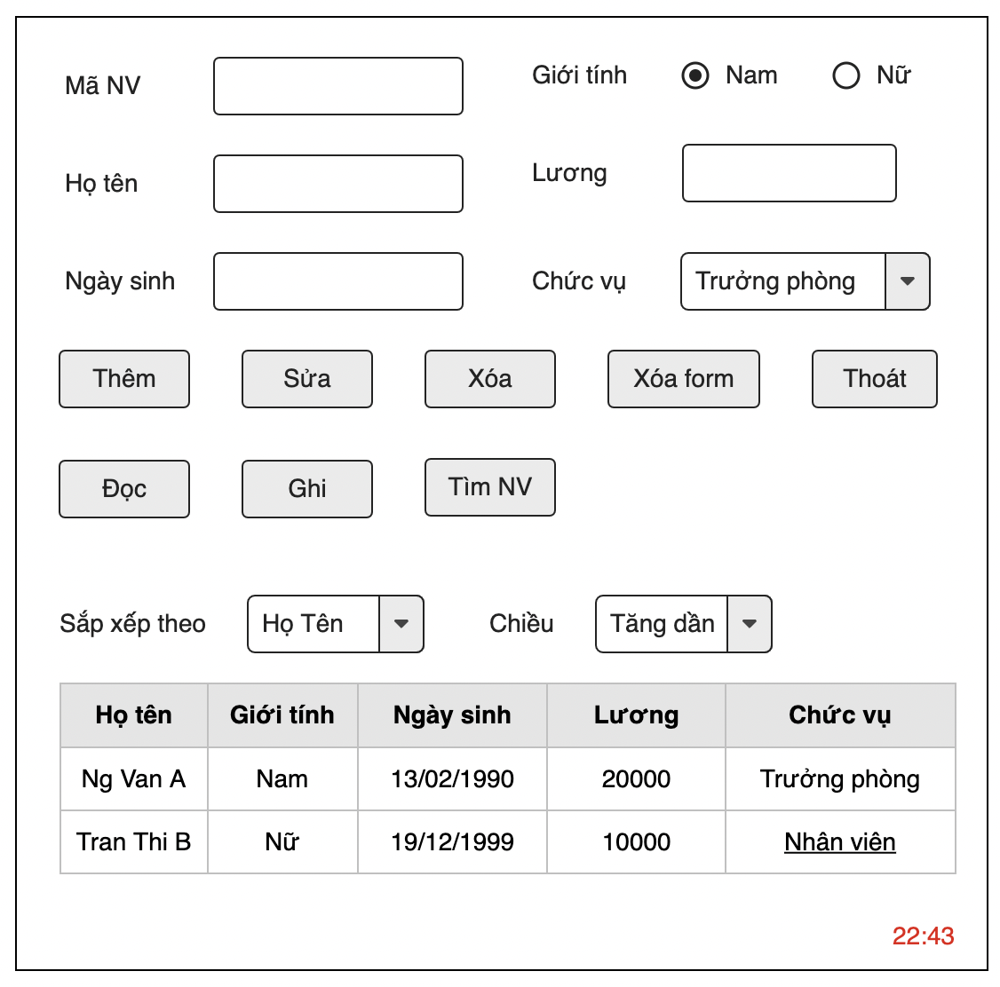 Mã NV
Giới tính Nam Nữ
Họ tên
Lương
Ngày sinh
Chức vụ Trưởng phòng
Thêm Sửa Xóa Xóa form Thoát
Đọc Ghi Tìm NV
Sắp xếp theo Họ Tên Chiều Tăng dần
Họ tên Giới tính Ngày sinh Lương Chức vụ
Ng Van A Nam 13/02/1990 20000 Trưởng phòng
Tran Thi B Nữ 19/12/1999 10000 Nhân viên
22:43